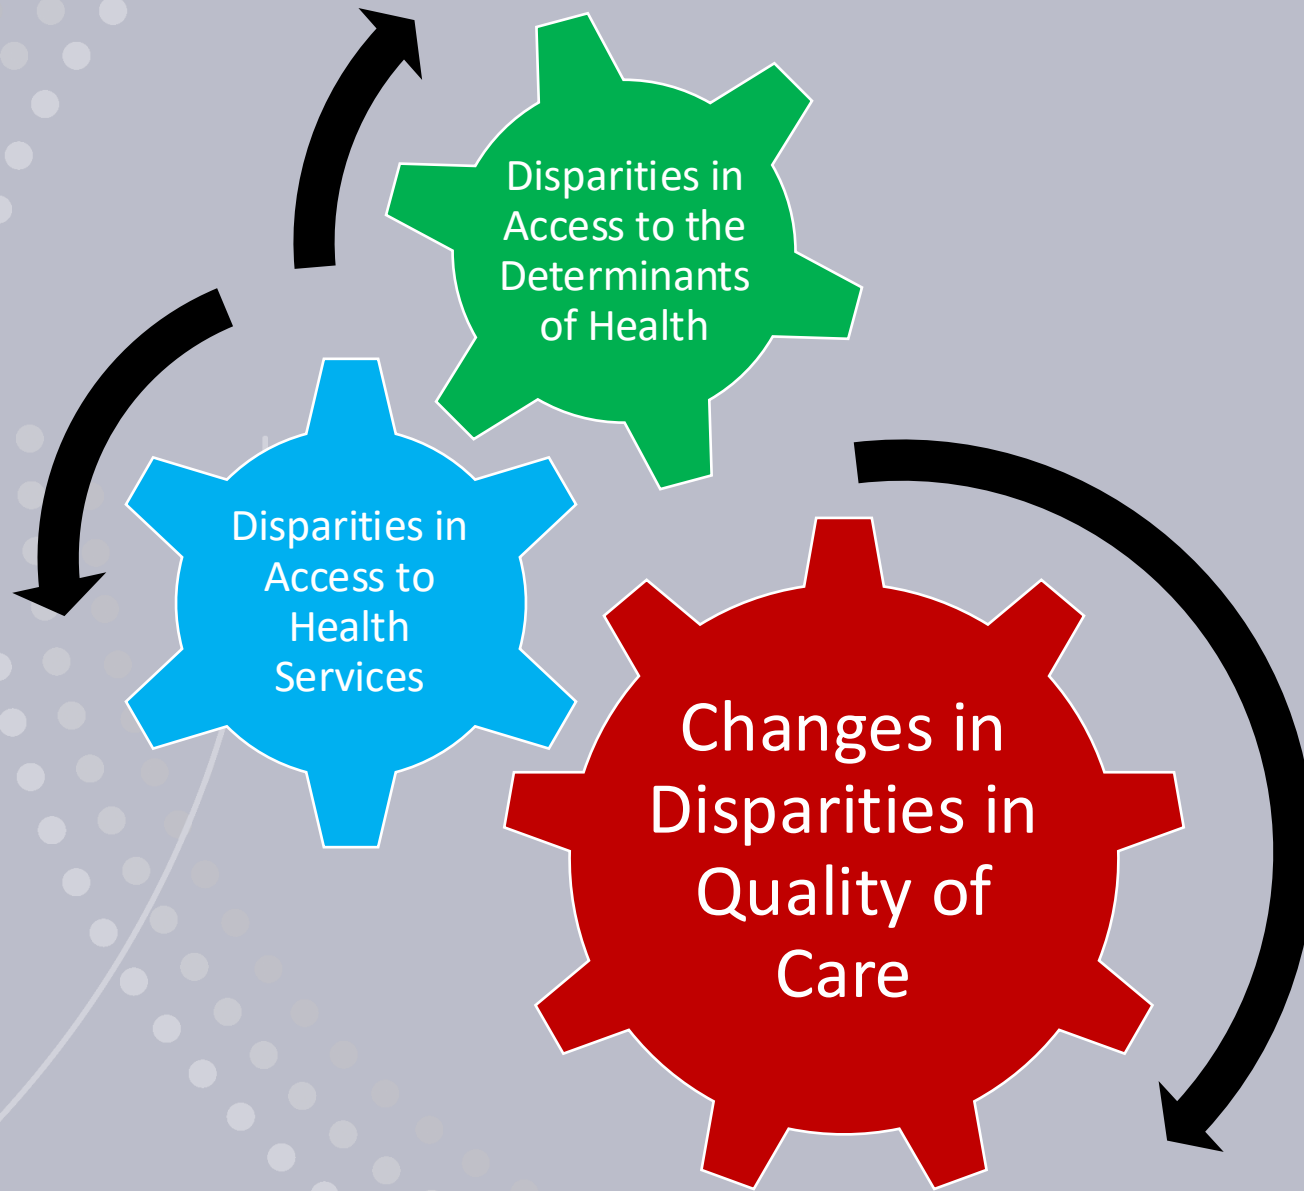 Disparities in
Access to the
Determinants
of Health
Disparities in
Access to
Health
Services
Changes in
Disparities in
Quality of
Care